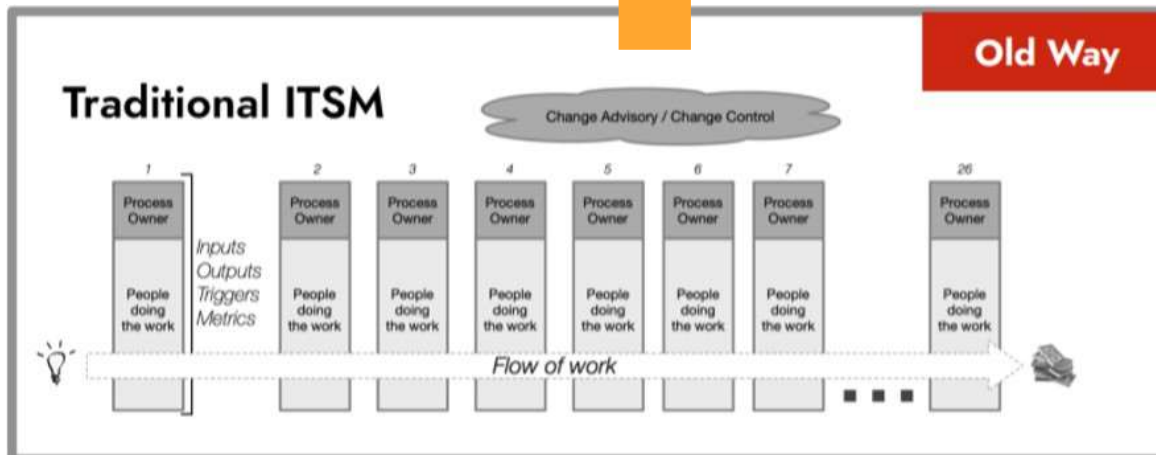 Old Way
Traditional ITSM
Change Advisory / Change Control
1
2
3
4
5
6
7
26
Process
Owner
Process
Owner
Process
Owner
Process
Owner
Process
Owner
Process
Owner
Process
Owner
Process
Owner
Inputs
Outputs
Triggers
Metrics
People
doing
the work
People
doing
the work
People
doing
the work
People
doing
the work
People
doing
the work
People
doing
the work
People
doing
the work
People
doing
the work
Flow of work